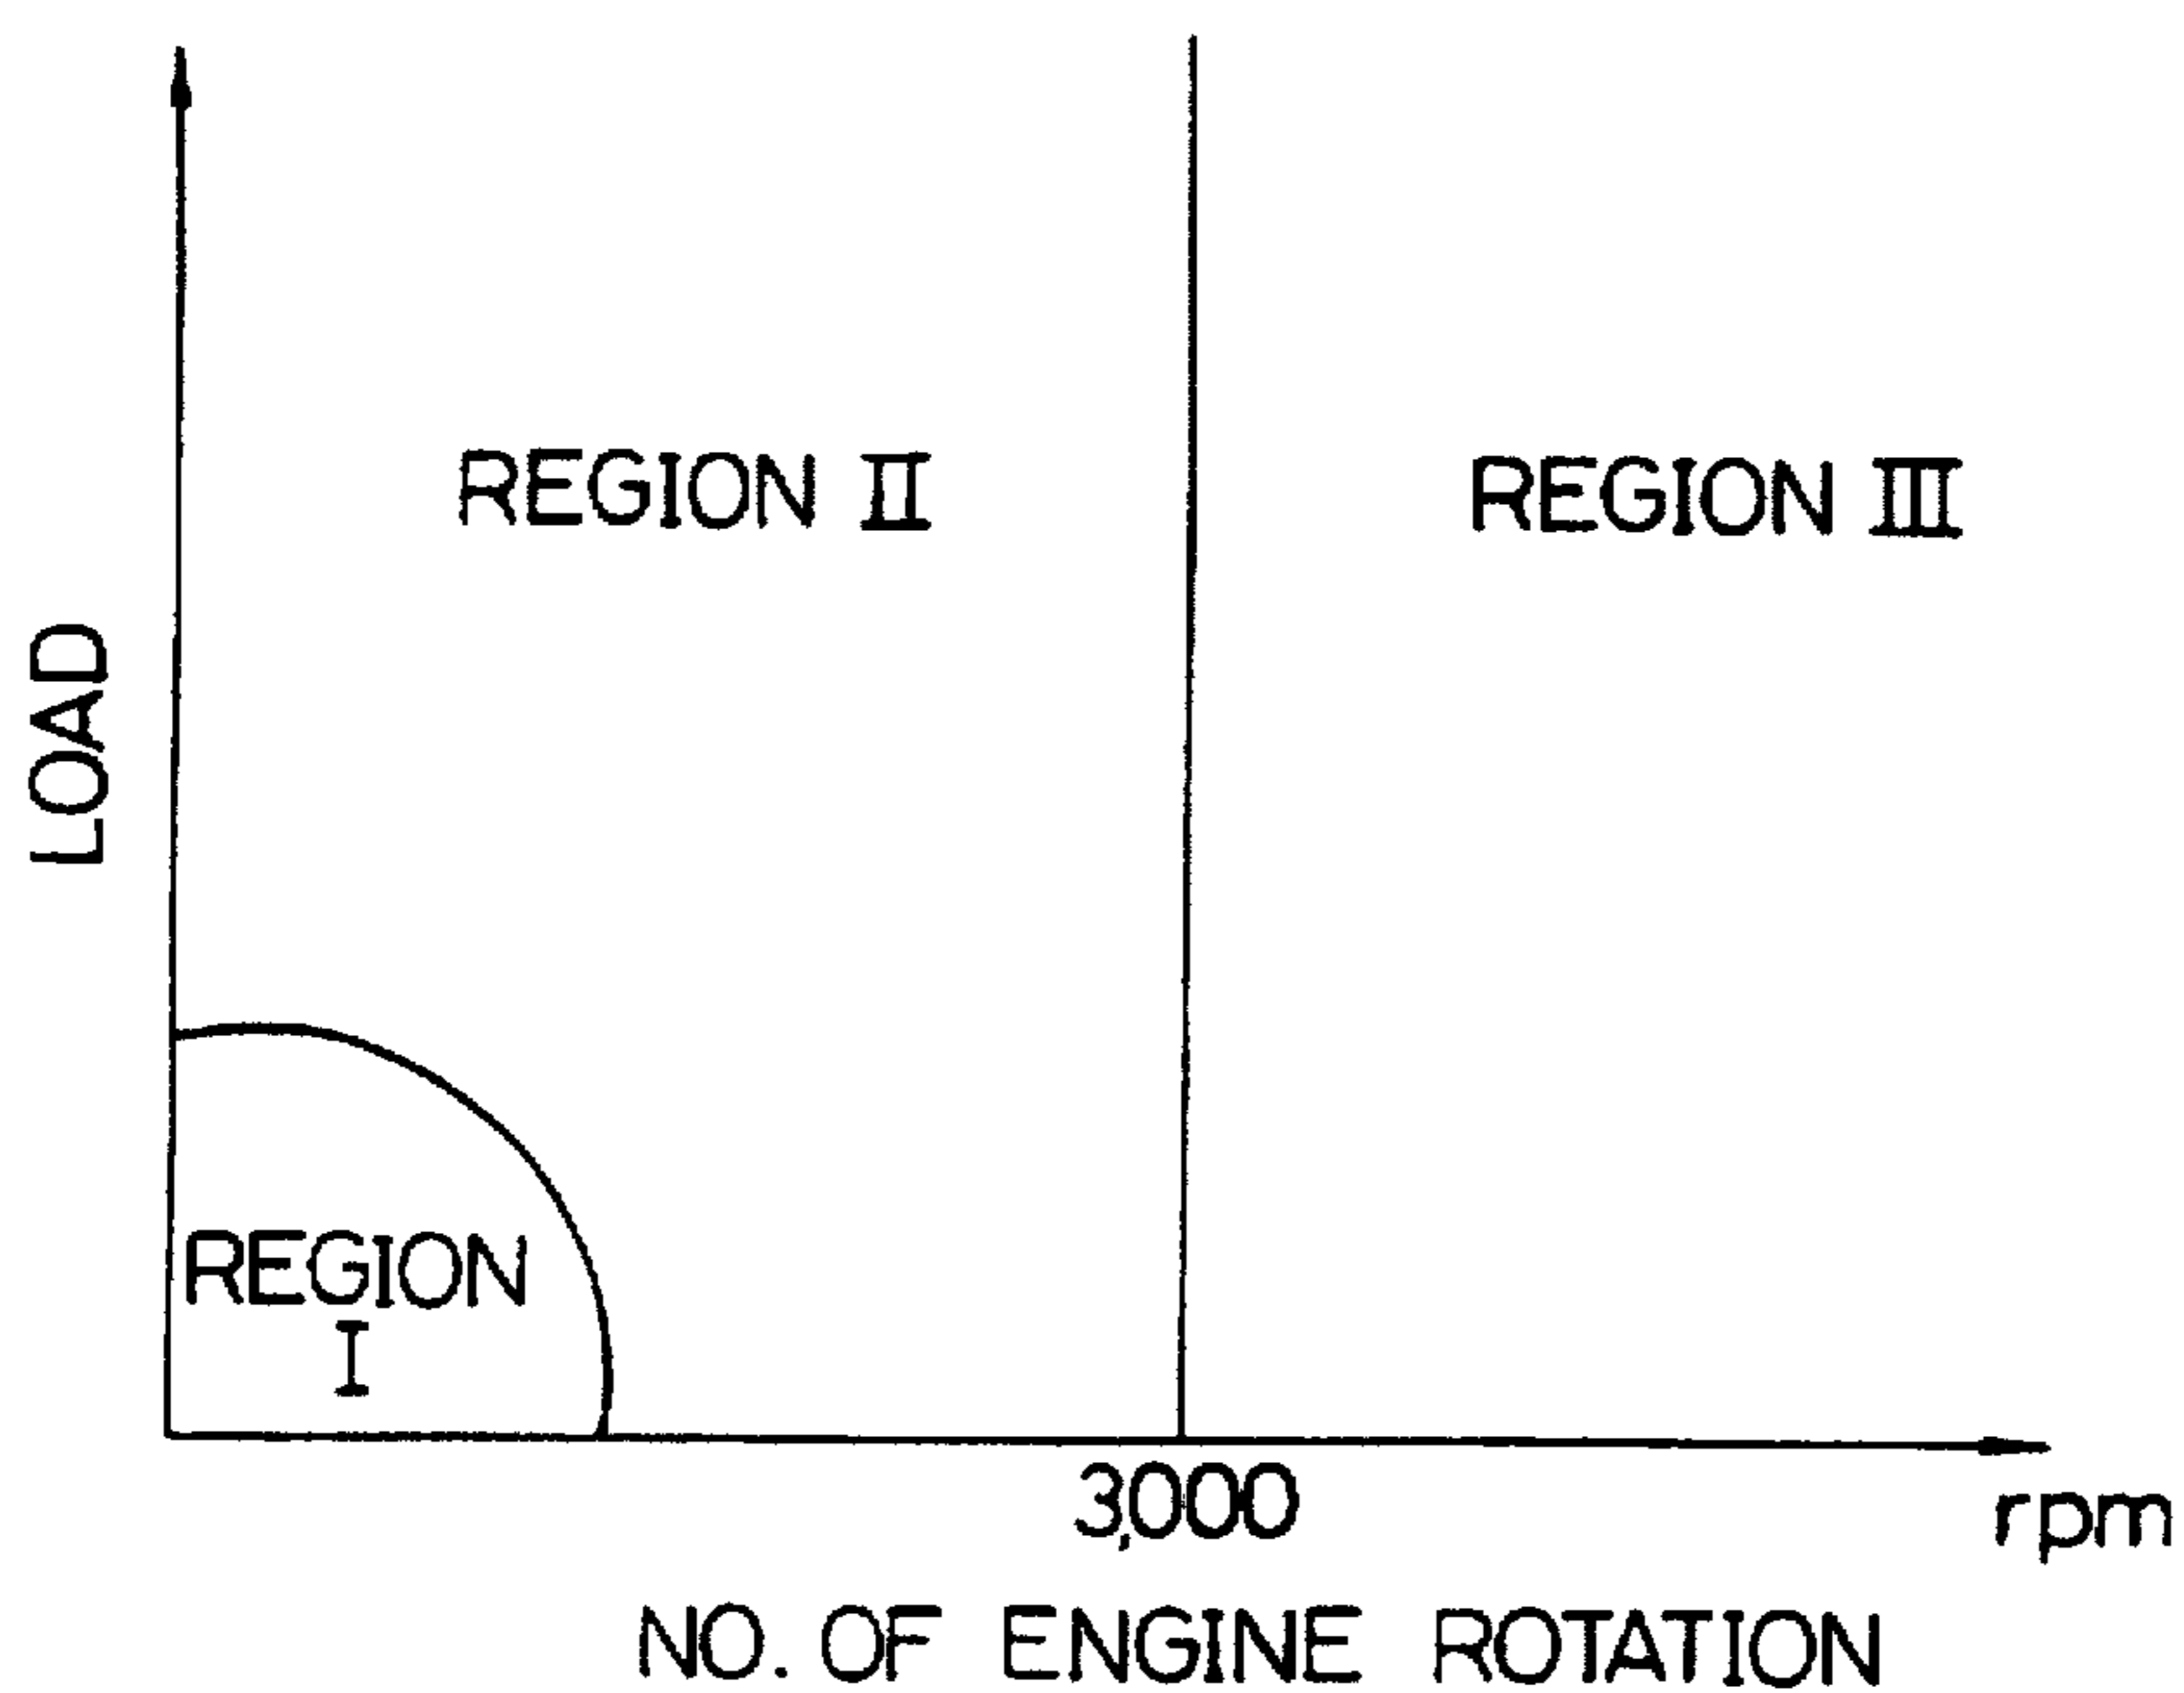 REGION II
REGION III
LOAD
REGION
I
3,000
rpm
NO. OF ENGINE ROTATION